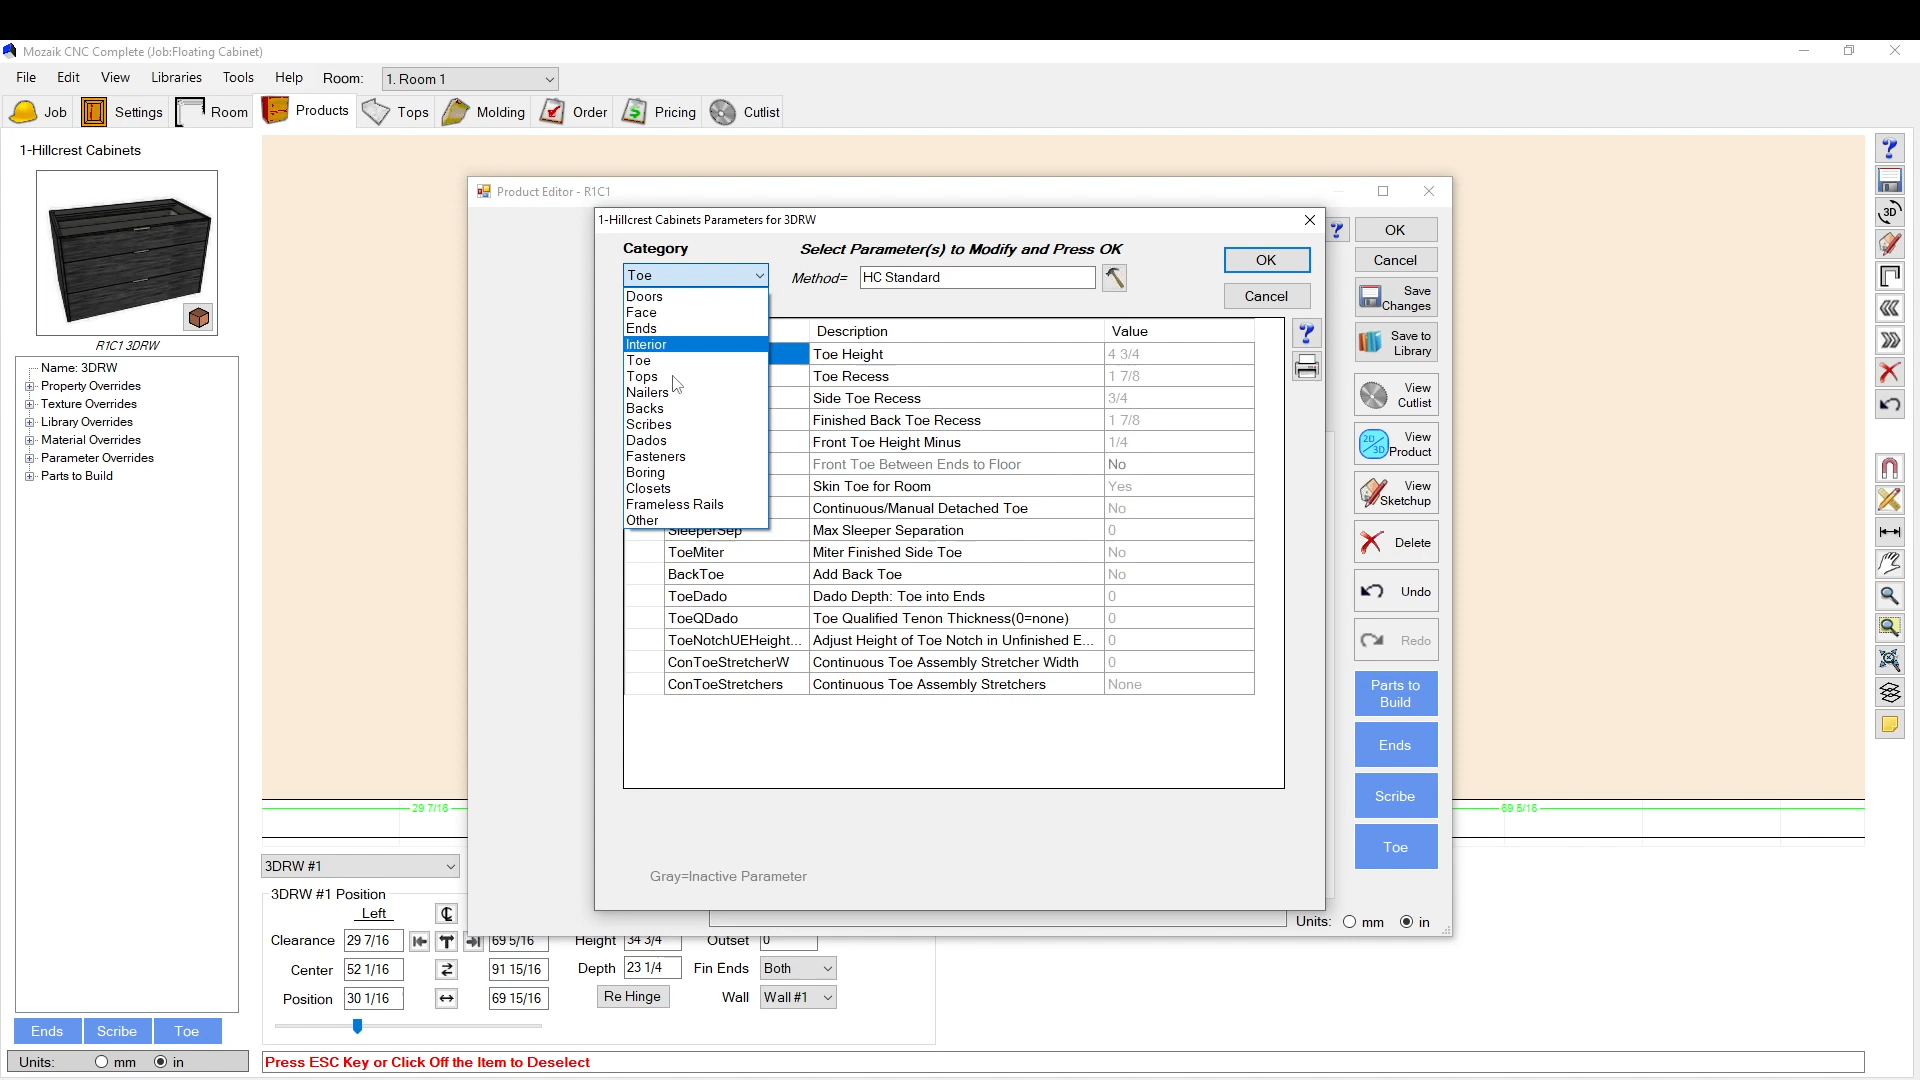 Mozaik CNC Complete (Job:Floating Cabinet)
File Edit View Libraries Tools Help Room: 1. Room 1
Job Settings Room Products Tops Molding Order Pricing Cutlist
1-Hillcrest Cabinets
R1C1 3DRW
Name: 3DRW
Property Overrides
Texture Overrides
Library Overrides
Material Overrides
Parameter Overrides
Parts to Build
Ends Scribe Toe
Units: mm in
Product Editor - R1C1
1-Hillcrest Cabinets Parameters for 3DRW
Category
Select Parameter(s) to Modify and Press OK
Toe
Method= HC Standard
OK
Cancel
Doors
Face
Ends
Interior
Toe
Tops
Nailers
Backs
Scribes
Dados
Fasteners
Boring
Closets
Frameless Rails
Other
Description Value
Toe Height 4 3/4
Toe Recess 1 7/8
Side Toe Recess 3/4
Finished Back Toe Recess 1 7/8
Front Toe Height Minus 1/4
Front Toe Between Ends to Floor No
Skin Toe for Room Yes
Continuous/Manual Detached Toe No
SleeperSep Max Sleeper Separation 0
ToeMiter Miter Finished Side Toe No
BackToe Add Back Toe No
ToeDado Dado Depth: Toe into Ends 0
ToeQDado Toe Qualified Tenon Thickness(0=none) 0
ToeNotchUEHeight... Adjust Height of Toe Notch in Unfinished E... 0
ConToeStretcherW Continuous Toe Assembly Stretcher Width 0
ConToeStretchers Continuous Toe Assembly Stretchers None
Gray=Inactive Parameter
OK
Cancel
Save
Changes
Save to
Library
View
Cutlist
2D/3D
View
Product
View
Sketchup
Delete
Undo
Redo
Parts to
Build
Ends
Scribe
Toe
Units: mm in
3D
29 7/16
69 5/16
3DRW #1
3DRW #1 Position
Left
Clearance 29 7/16 69 5/16 Height 34 3/4 Outset 0
Center 52 1/16 91 15/16 Depth 23 1/4 Fin Ends Both
Position 30 1/16 69 15/16 Re Hinge Wall Wall #1
Press ESC Key or Click Off the Item to Deselect